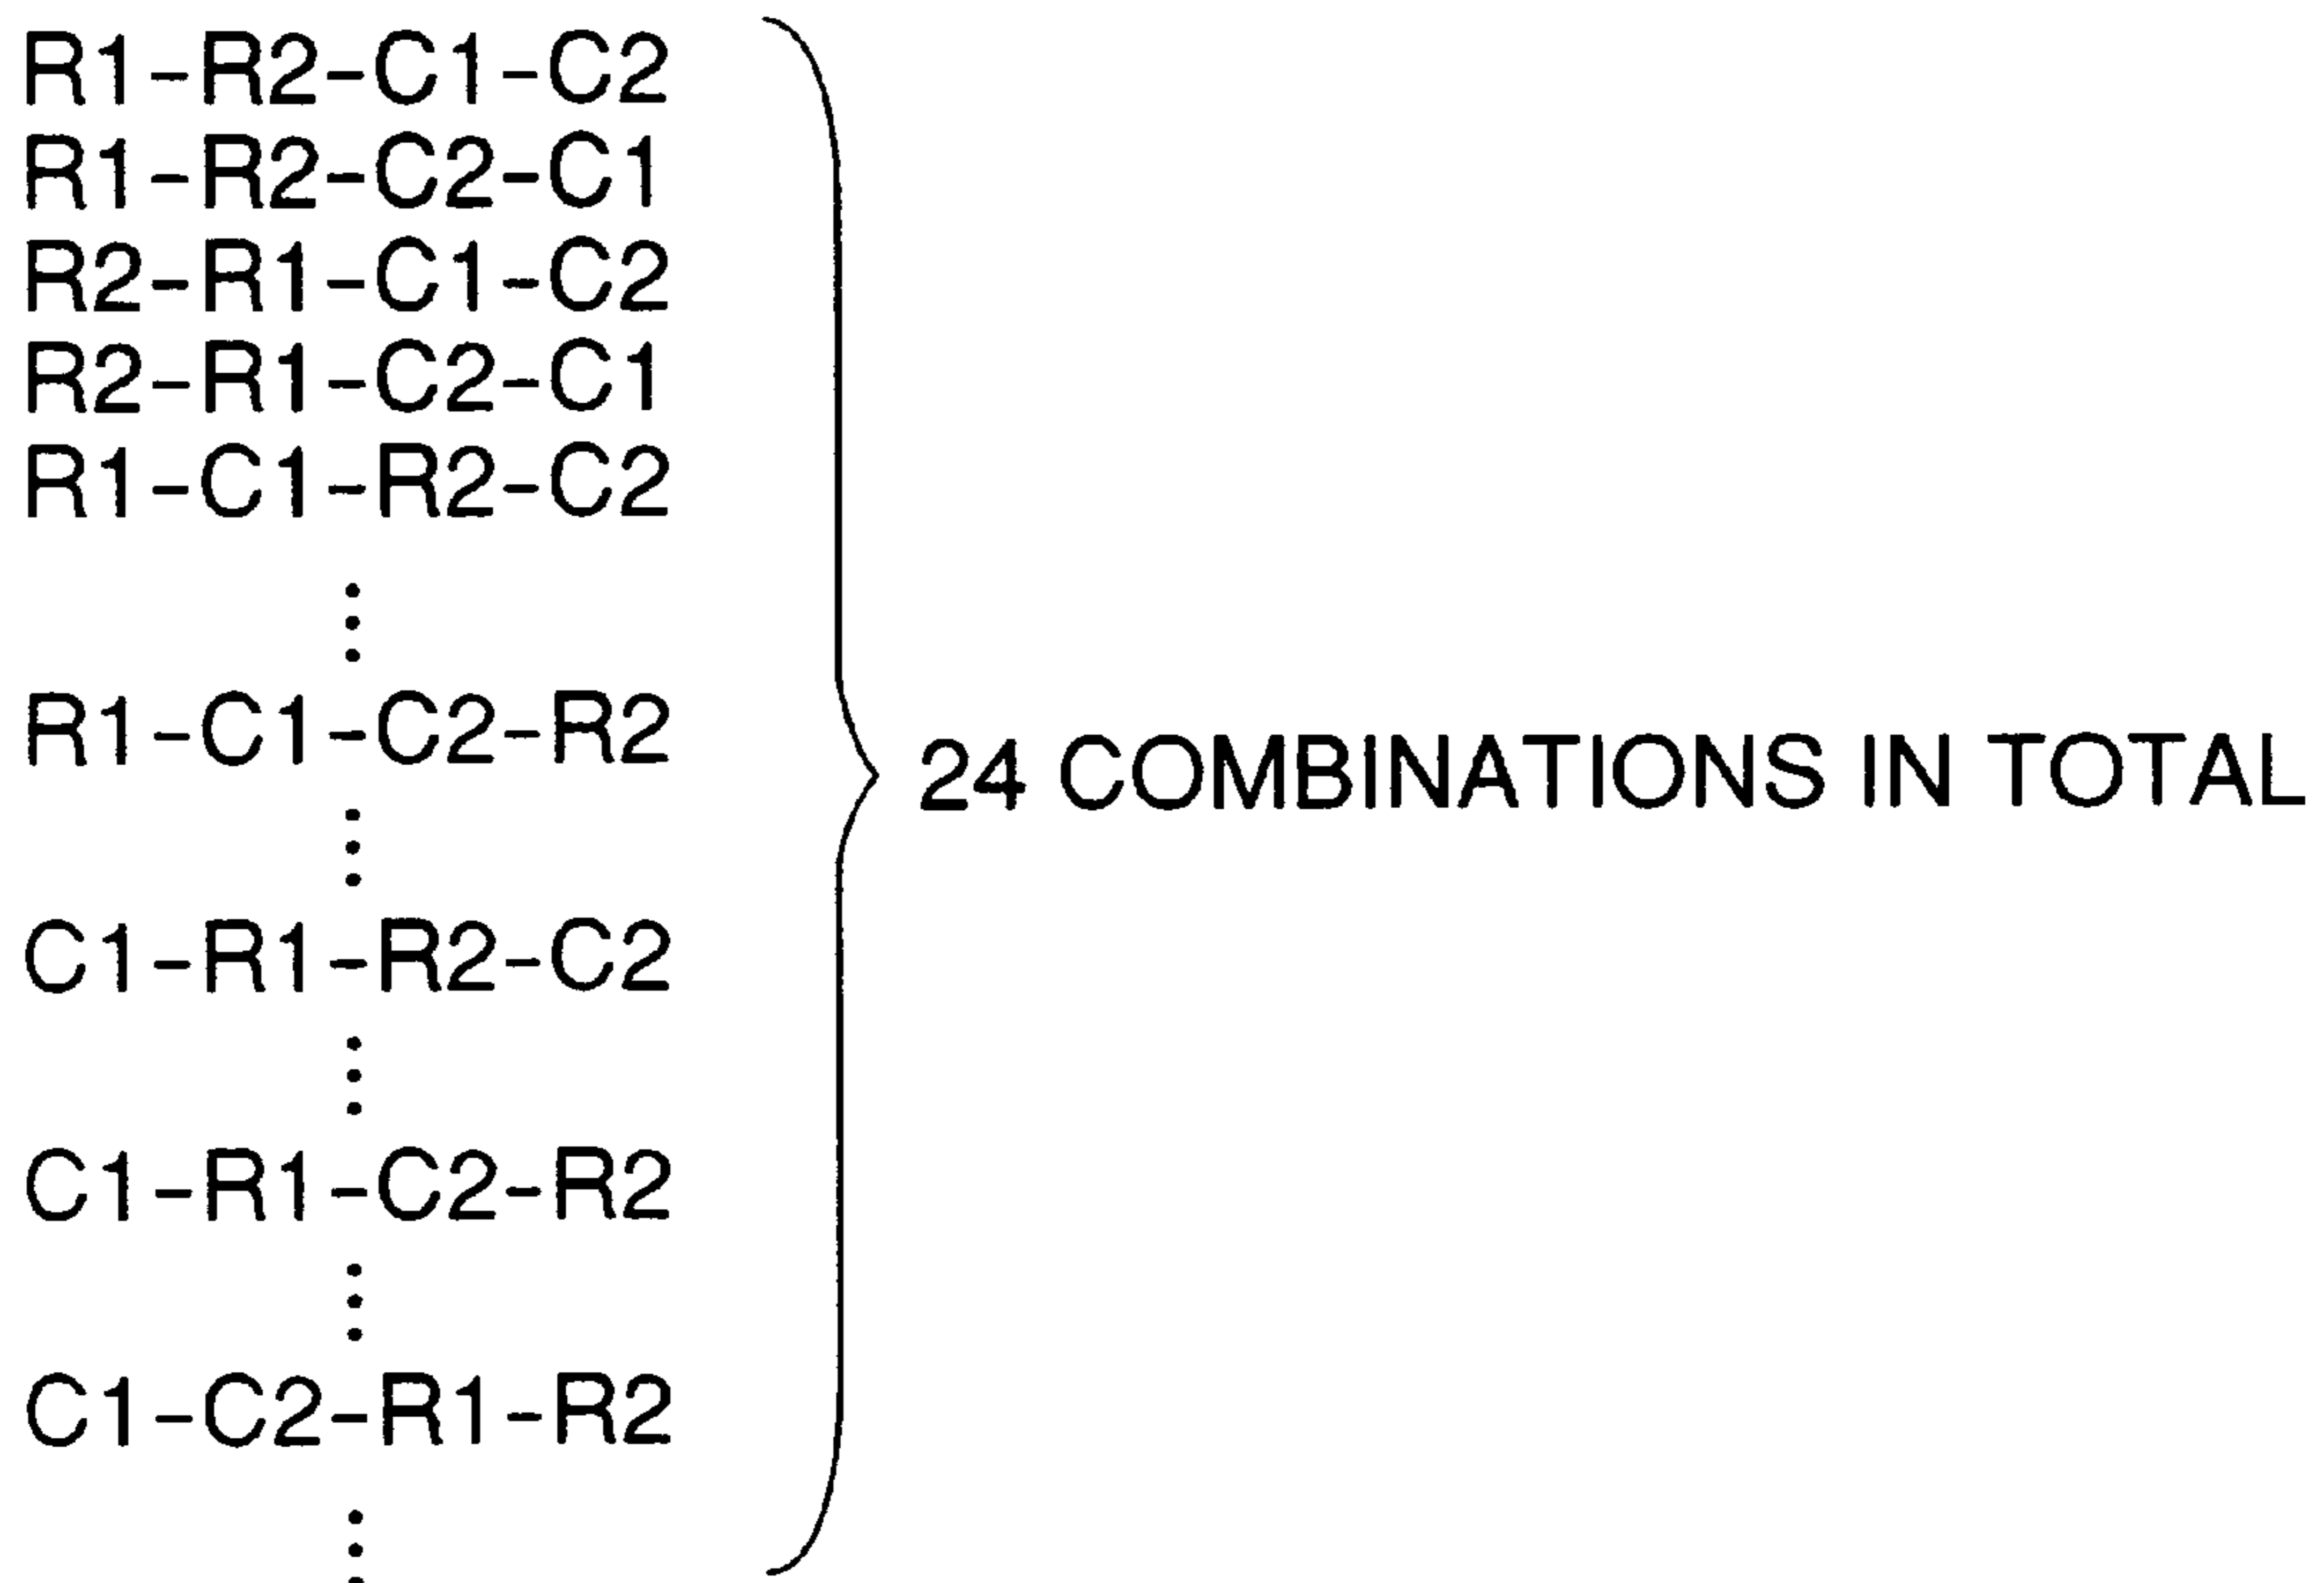 R1-R2-C1-C2
R1-R2-C2-C1
R2-R1-C1-C2
R2-R1-C2-C1
R1-C1-R2-C2
R1-C1-C2-R2
24 COMBINATIONS IN TOTAL
C1-R1-R2-C2
C1-R1-C2-R2
C1-C2-R1-R2